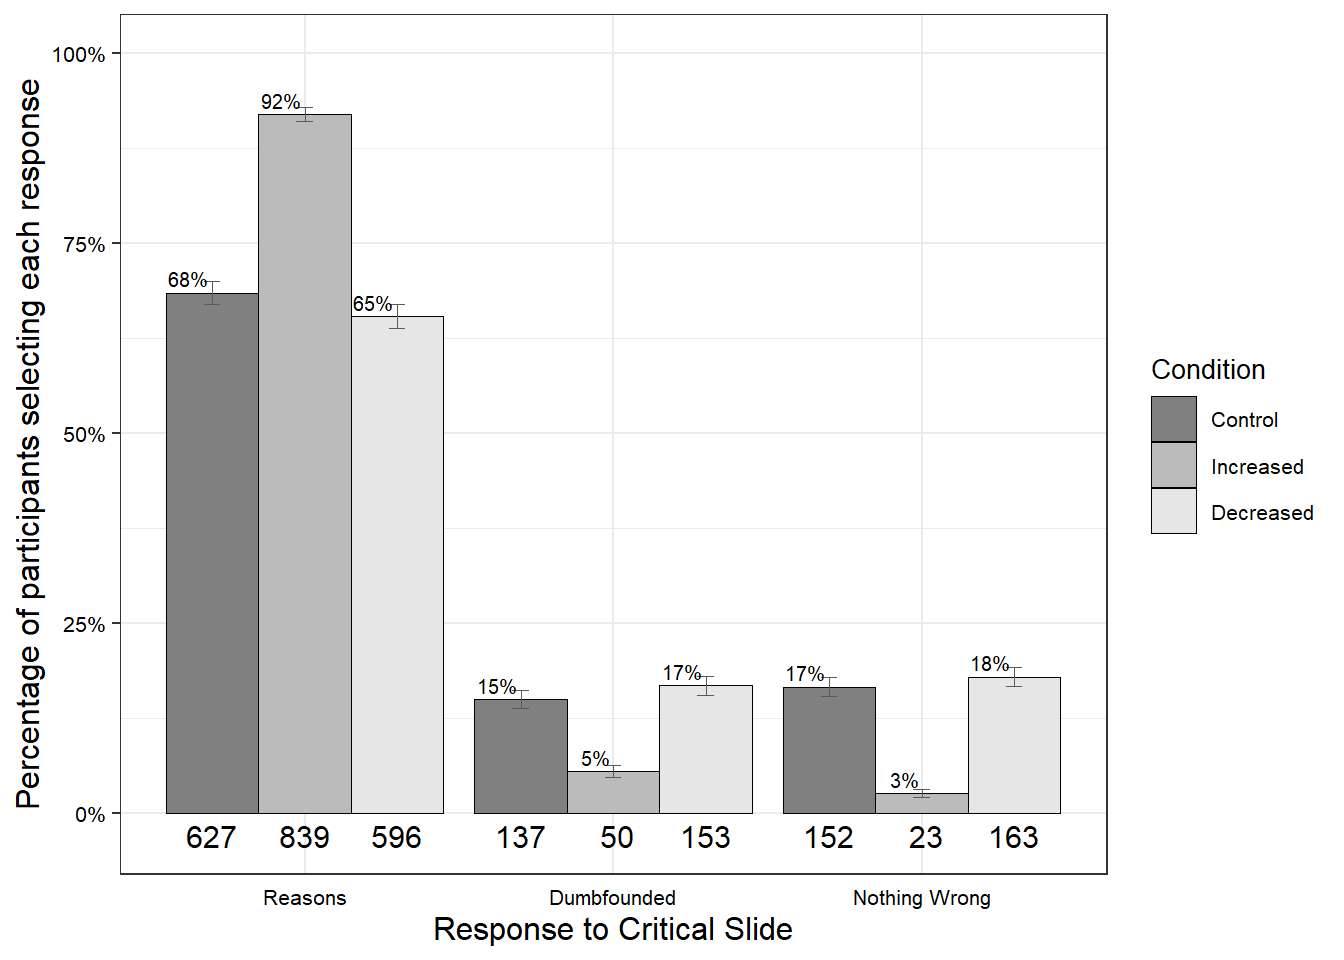 Percentage of participants selecting each response
100%
75%
50%
25%
0%
68%
92%
65%
15%
5%
17%
17%
3%
18%
627 839 596 137 50 153 152 23 163
Reasons Dumbfounded Nothing Wrong
Response to Critical Slide
Condition
Control
Increased
Decreased